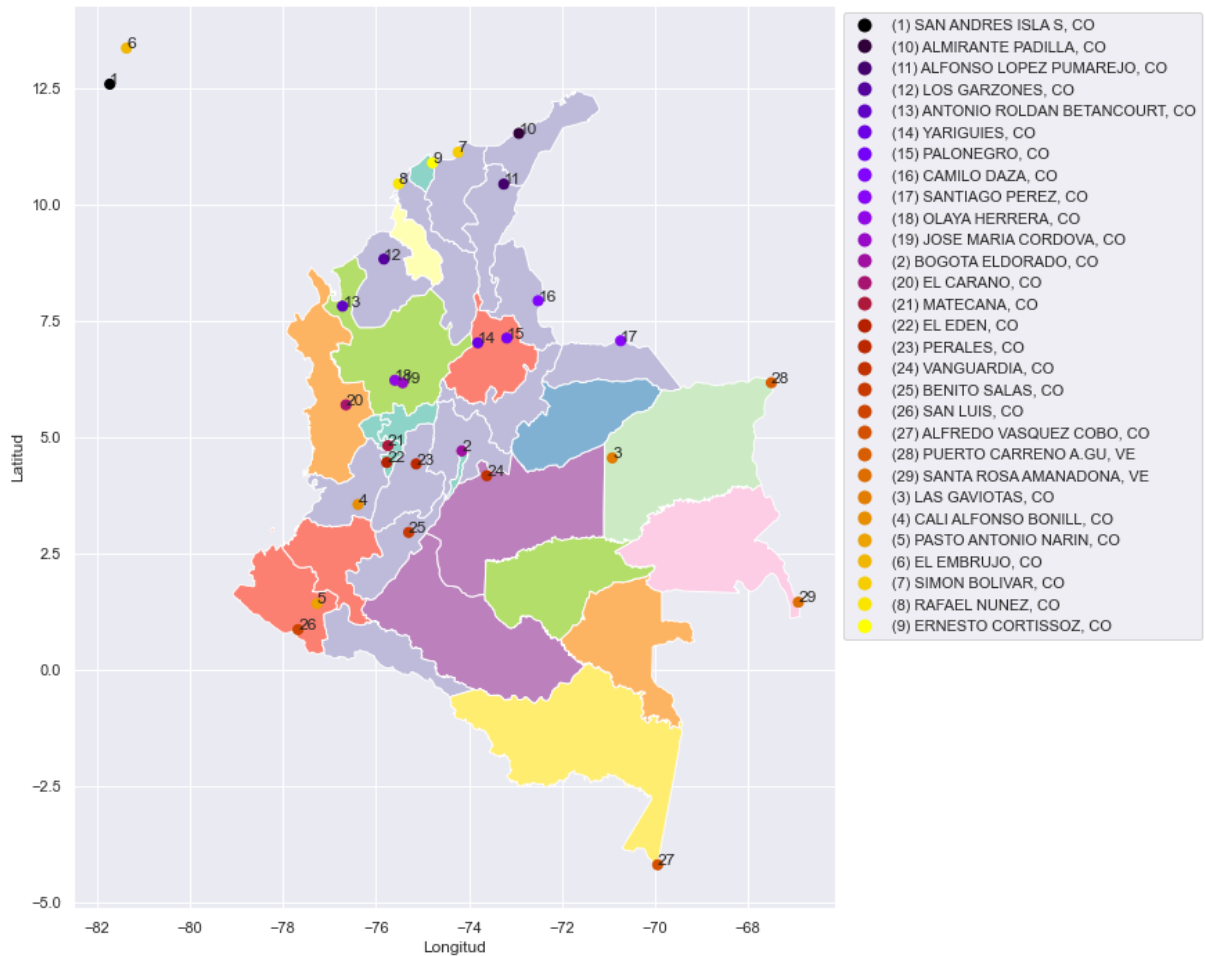 (1) SAN ANDRES ISLA S, CO
(10) ALMIRANTE PADILLA, CO
(11) ALFONSO LOPEZ PUMAREJO, CO
(12) LOS GARZONES, CO
(13) ANTONIO ROLDAN BETANCOURT, CO
(14) YARIGUIES, CO
(15) PALONEGRO, CO
(16) CAMILO DAZA, CO
(17) SANTIAGO PEREZ, CO
(18) OLAYA HERRERA, CO
(19) JOSE MARIA CORDOVA, CO
(2) BOGOTA ELDORADO, CO
(20) EL CARANO, CO
(21) MATECANA, CO
(22) EL EDEN, CO
(23) PERALES, CO
(24) VANGUARDIA, CO
(25) BENITO SALAS, CO
(26) SAN LUIS, CO
(27) ALFREDO VASQUEZ COBO, CO
(28) PUERTO CARRENO A.GU, VE
(29) SANTA ROSA AMANADONA, VE
(3) LAS GAVIOTAS, CO
(4) CALI ALFONSO BONILL, CO
(5) PASTO ANTONIO NARIN, CO
(6) EL EMBRUJO, CO
(7) SIMON BOLIVAR, CO
(8) RAFAEL NUNEZ, CO
(9) ERNESTO CORTISSOZ, CO
6
1
10
7
9
8
11
12
16
13
17
14
15
18
19
28
20
21
2
22
23
3
24
4
25
29
5
26
27
12.5
10.0
7.5
5.0
2.5
0.0
−2.5
−5.0
Latitud
−82
−80
−78
−76
−74
−72
−70
−68
Longitud